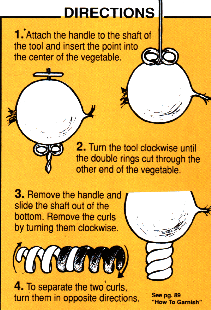 DIRECTIONS
1. Attach the handle to the shaft of
the tool and insert the point into
the center of the vegetable.
2. Turn the tool clockwise until
the double rings cut through the
other end of the vegetable.
3. Remove the handle and
slide the shaft out of the
bottom. Remove the curls
by turning them clockwise.
4. To separate the two curls,
turn them in opposite directions.
See pg. 89
"How To Garnish"